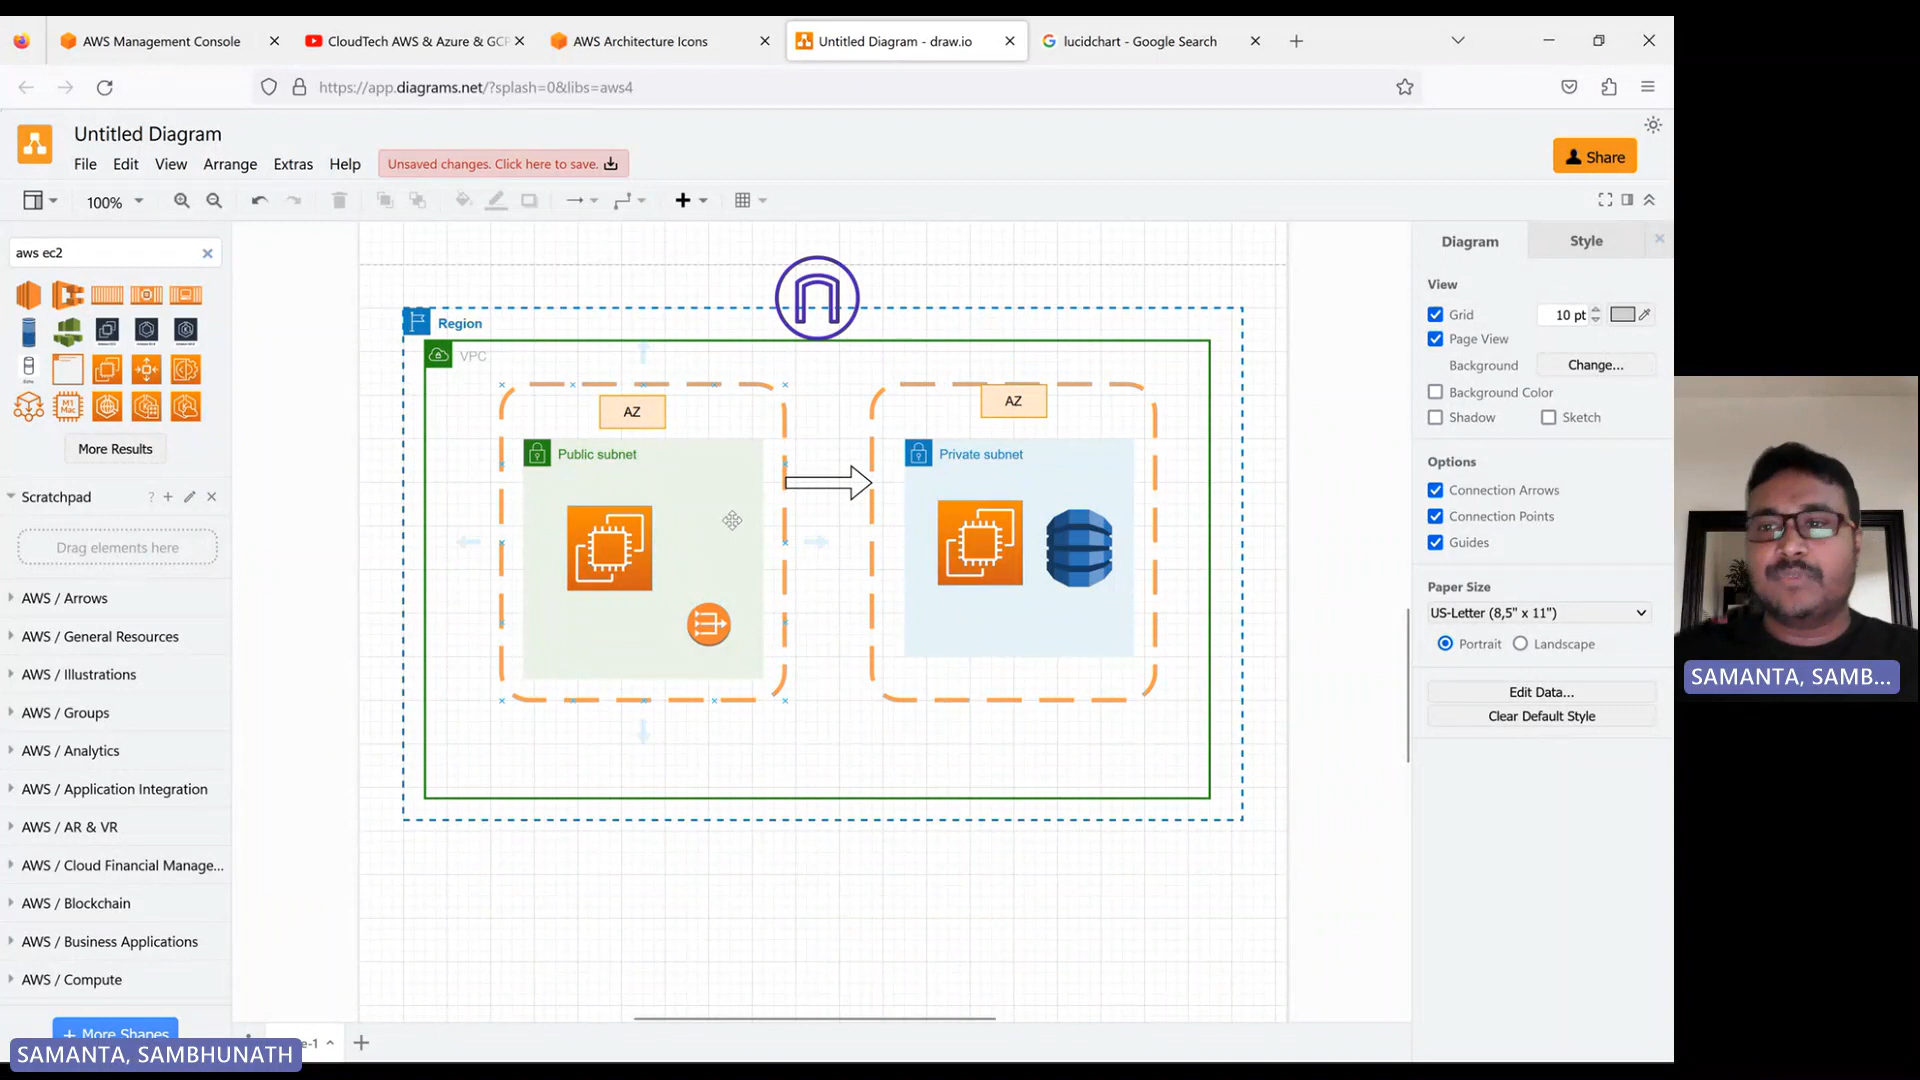 AWS Management Console
CloudTech AWS & Azure & GCP
AWS Architecture Icons
Untitled Diagram - draw.io
lucidchart - Google Search
https://app.diagrams.net/?splash=0&libs=aws4
Untitled Diagram
File Edit View Arrange Extras Help
Unsaved changes. Click here to save.
Share
100%
aws ec2
M1
Mac
More Results
Scratchpad
?
Drag elements here
AWS / Arrows
AWS / General Resources
AWS / Illustrations
AWS / Groups
AWS / Analytics
AWS / Application Integration
AWS / AR & VR
AWS / Cloud Financial Manage...
AWS / Blockchain
AWS / Business Applications
AWS / Compute
+ More Shapes
e-1
SAMANTA, SAMBHUNATH
Region
VPC
AZ
Public subnet
AZ
Private subnet
Diagram
Style
View
Grid
10 pt
Page View
Background
Change...
Background Color
Shadow
Sketch
Options
Connection Arrows
Connection Points
Guides
Paper Size
US-Letter (8,5" x 11")
Portrait
Landscape
Edit Data...
Clear Default Style
SAMANTA, SAMB...